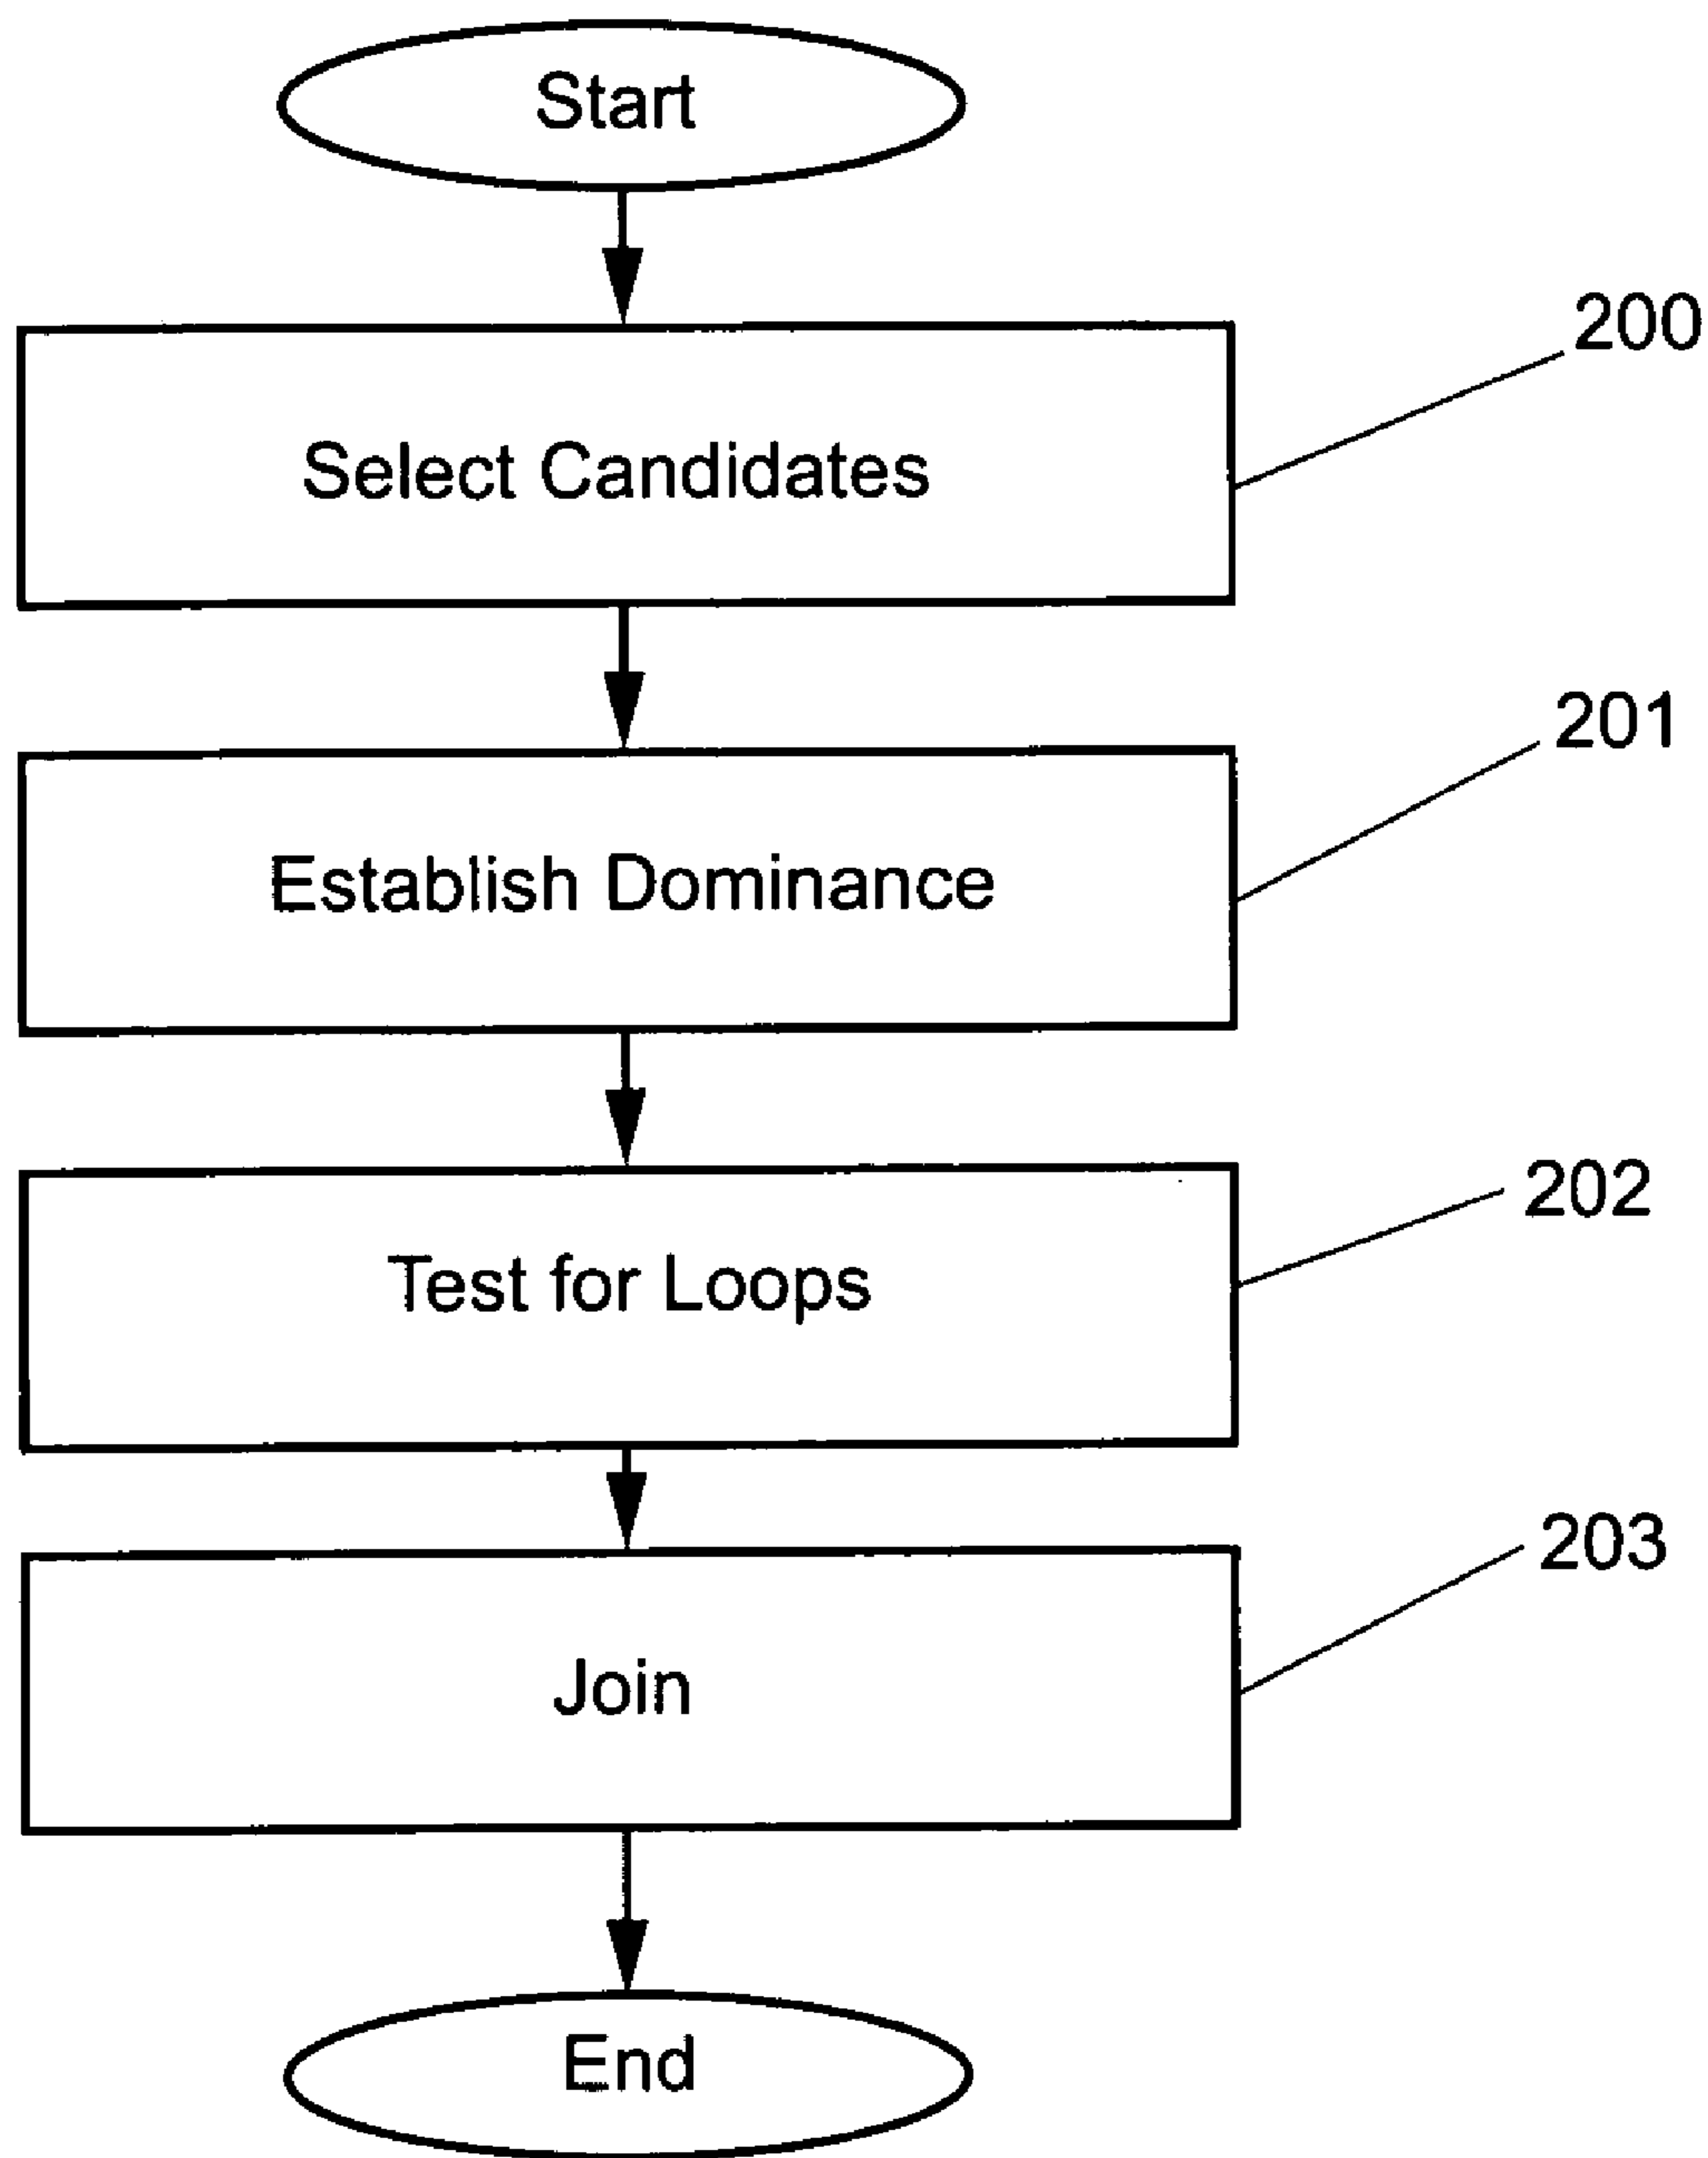 Start
200
Select Candidates
201
Establish Dominance
202
Test for Loops
203
Join
End